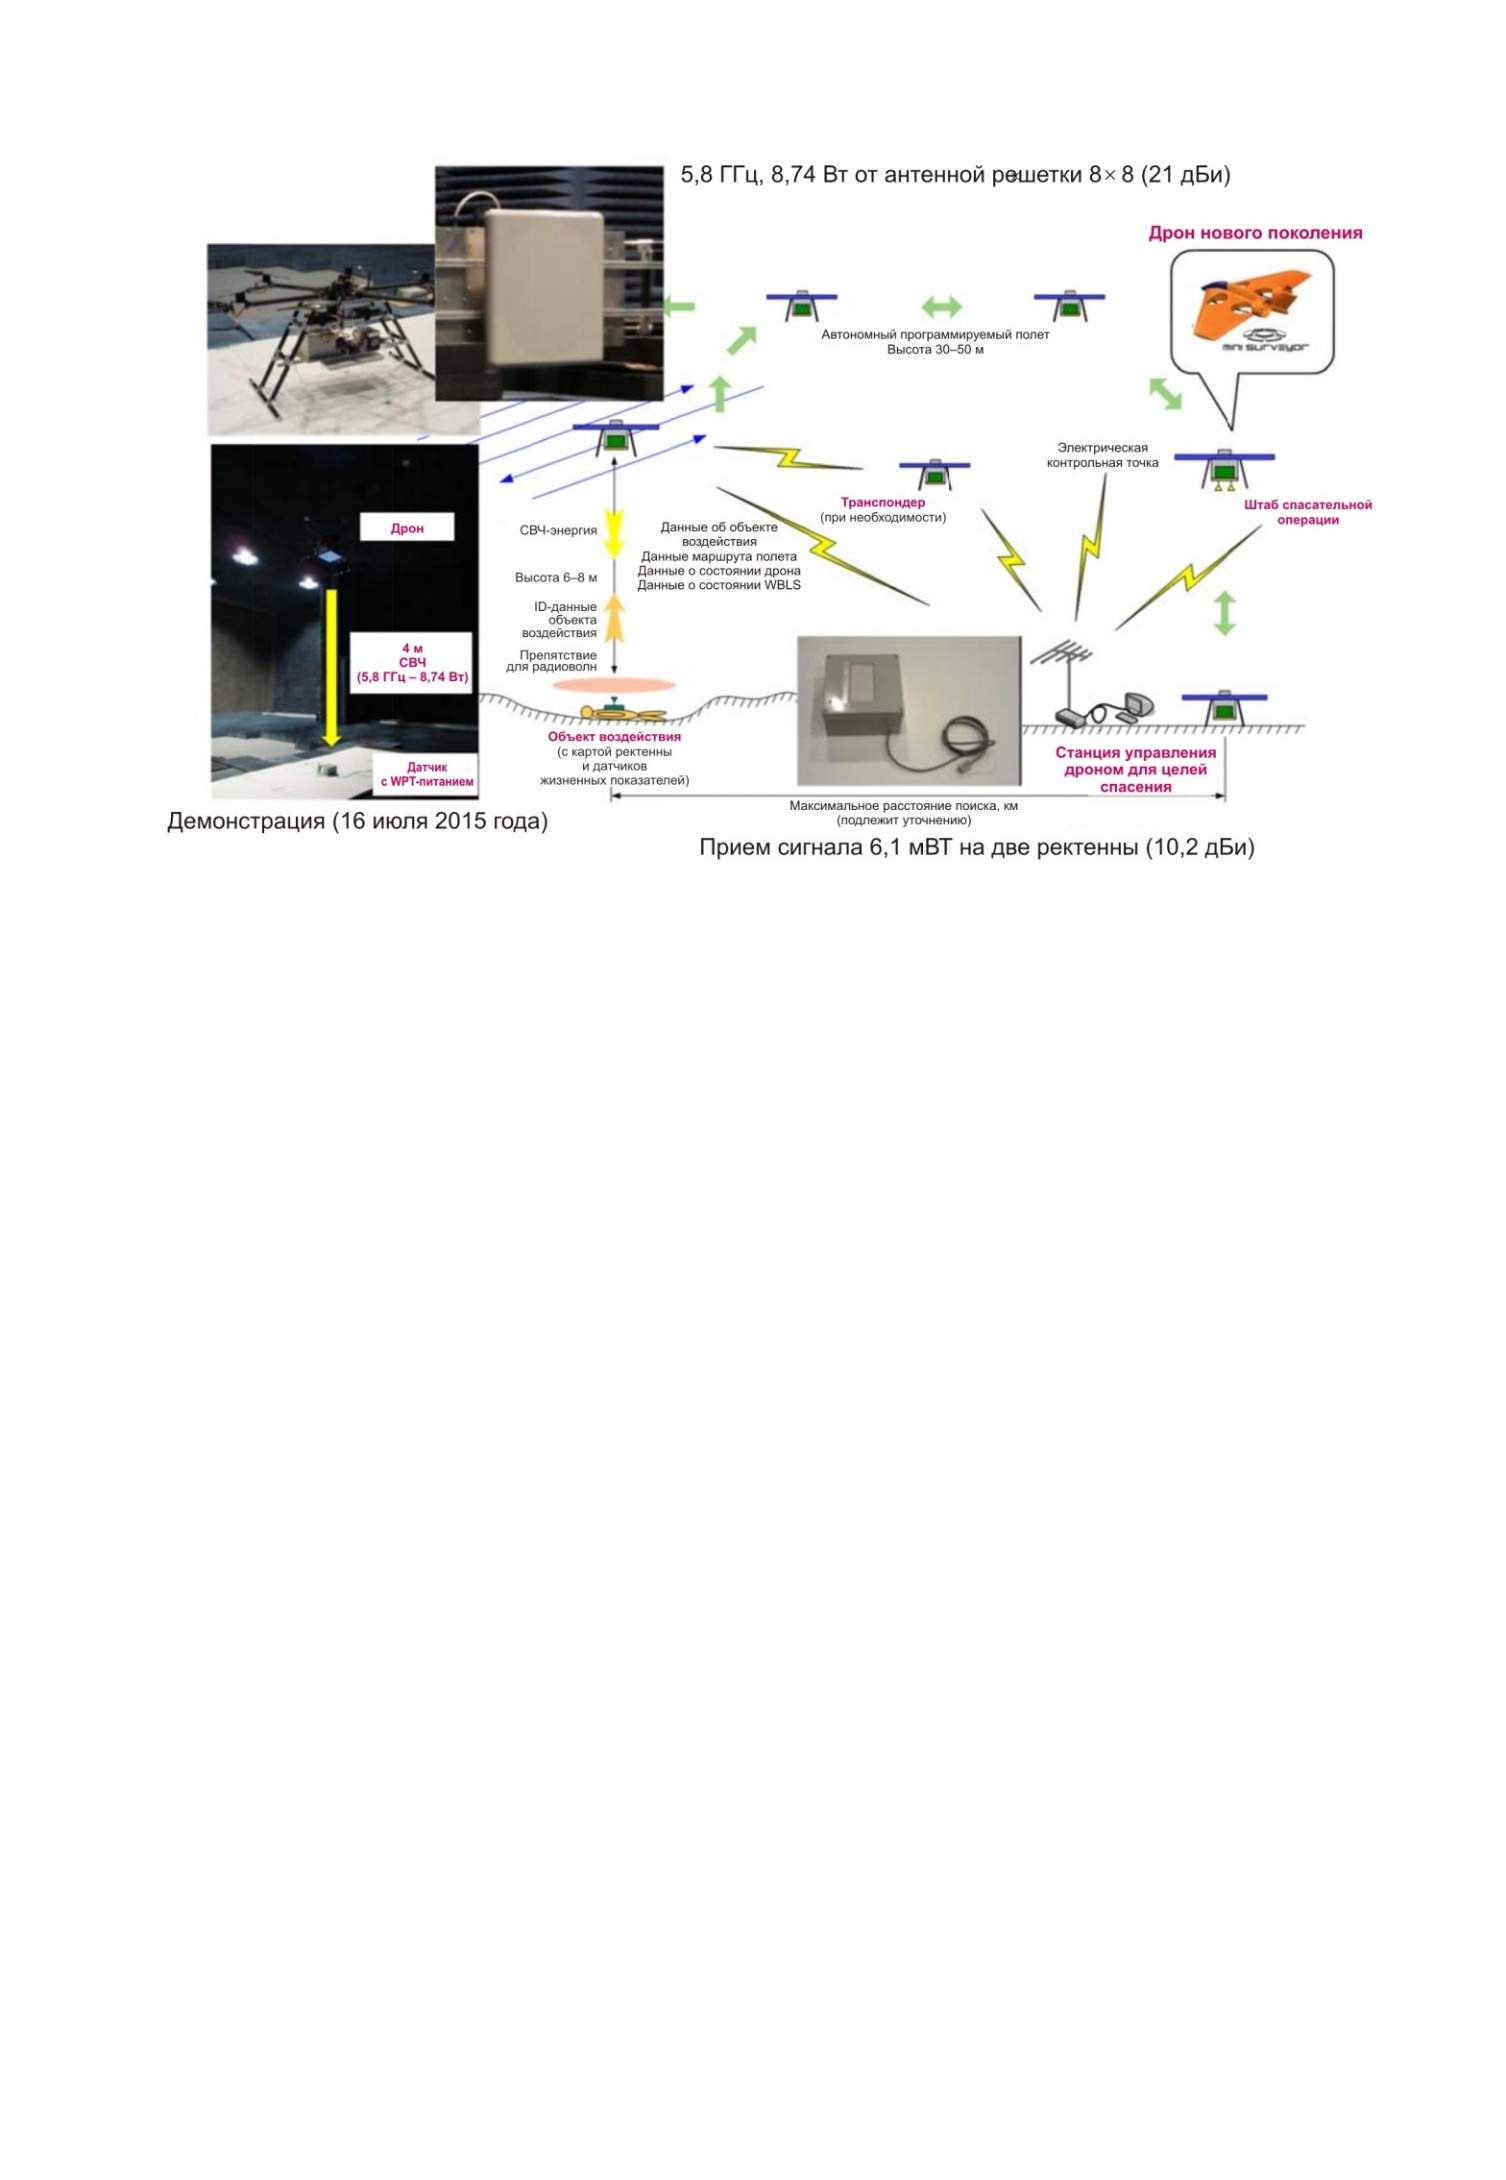 5,8 ГГц, 8,74 Вт от антенной решетки 8× 8 (21 дБи)
Дрон нового поколения
mini surveyor
Автономный программируемый полет
Высота 30–50 м
Электрическая
контрольная точка
Транспондер
(при необходимости)
Штаб спасательной
операции
Дрон
СВЧ-энергия
Данные об объекте
воздействия
Данные маршрута полета
Данные о состоянии дрона
Данные о состоянии WBLS
Высота 6–8 м
ID-данные
объекта
воздействия
Препятствие
для радиоволн
4 м
СВЧ
(5,8 ГГц – 8,74 Вт)
Датчик
с WPT-питанием
Объект воздействия
(с картой ректенны
и датчиков
жизненных показателей)
Станция управления
дроном для целей
спасения
Максимальное расстояние поиска, км
(подлежит уточнению)
Демонстрация (16 июля 2015 года)
Прием сигнала 6,1 мВТ на две ректенны (10,2 дБи)